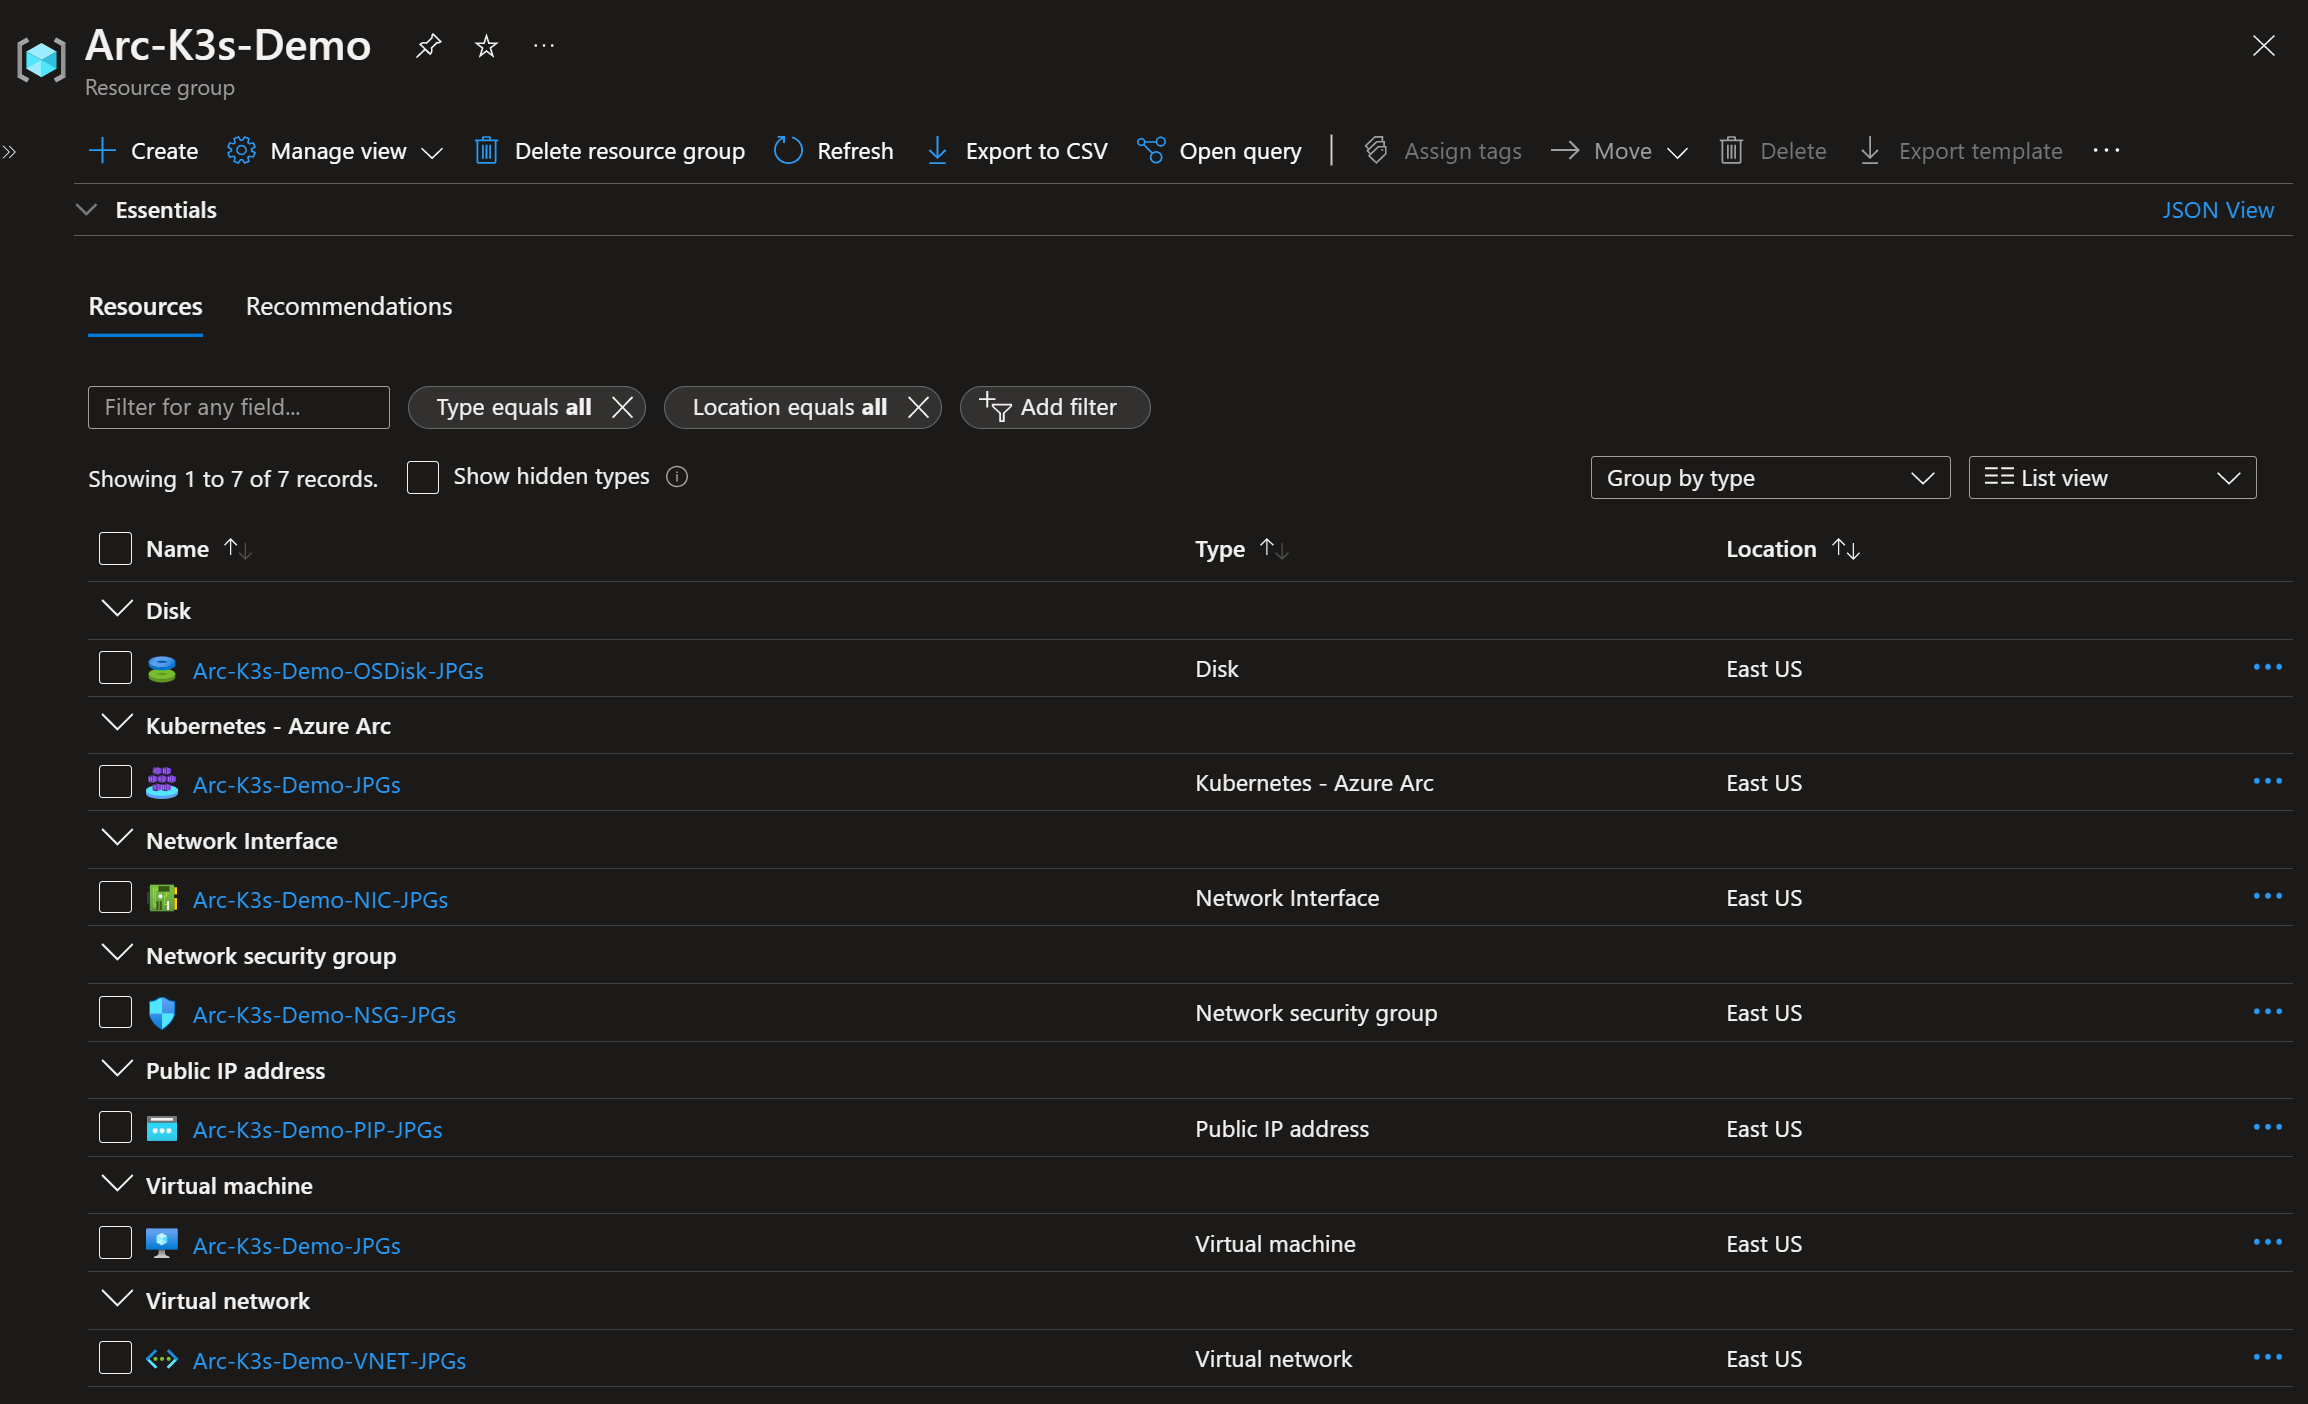 Arc-K3s-Demo
Resource group
Create Manage view Delete resource group Refresh Export to CSV Open query Assign tags Move Delete Export template
Essentials JSON View
Resources Recommendations
Filter for any field... Type equals all Location equals all Add filter
Showing 1 to 7 of 7 records. Show hidden types Group by type List view
Name Type Location
Disk
Arc-K3s-Demo-OSDisk-JPGs Disk East US
Kubernetes - Azure Arc
Arc-K3s-Demo-JPGs Kubernetes - Azure Arc East US
Network Interface
Arc-K3s-Demo-NIC-JPGs Network Interface East US
Network security group
Arc-K3s-Demo-NSG-JPGs Network security group East US
Public IP address
Arc-K3s-Demo-PIP-JPGs Public IP address East US
Virtual machine
Arc-K3s-Demo-JPGs Virtual machine East US
Virtual network
Arc-K3s-Demo-VNET-JPGs Virtual network East US